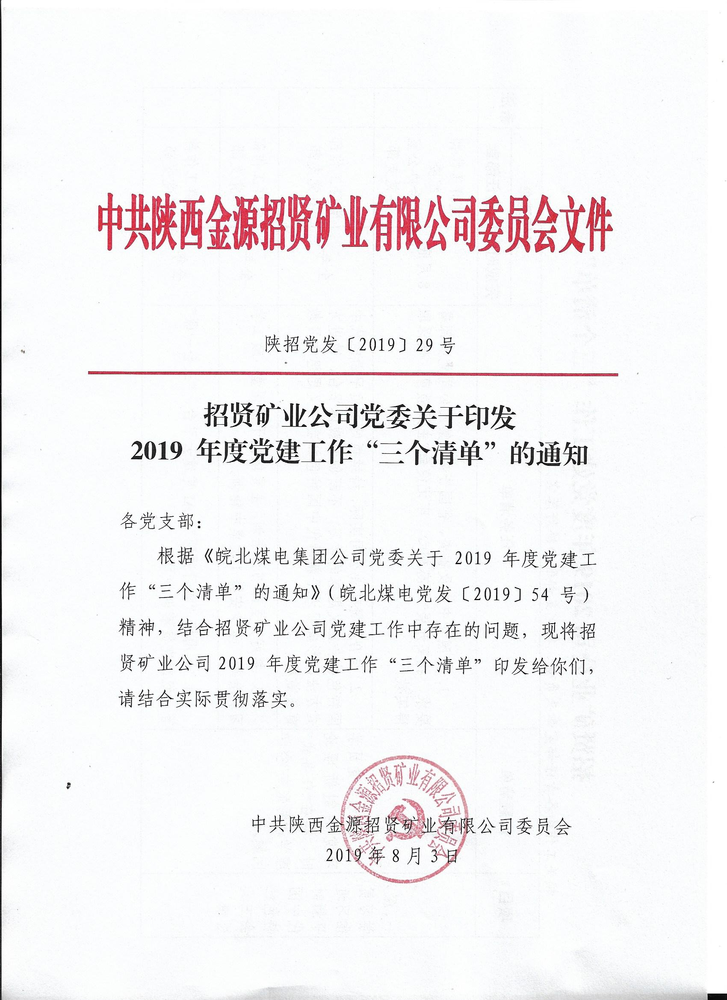 中共陕西金源招贤矿业有限公司委员会文件
陕招党发〔2019〕29号
招贤矿业公司党委关于印发
2019 年度党建工作“三个清单”的通知
各党支部：
根据《皖北煤电集团公司党委关于 2019 年度党建工
作“三个清单”的通知》（皖北煤电党发〔2019〕54 号）
精神，结合招贤矿业公司党建工作中存在的问题，现将招
贤矿业公司 2019 年度党建工作“三个清单”印发给你们，
请结合实际贯彻落实。
中共陕西金源招贤矿业有限公司委员会
中共陕西金源招贤矿业有限公司委员会
2019 年 8 月 3 日